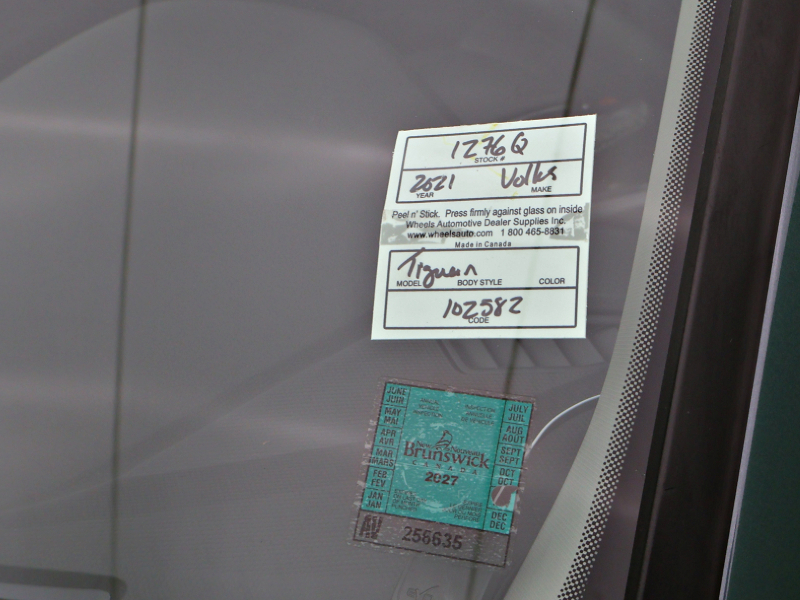 1276Q
STOCK #
2021 Volks
YEAR MAKE
Peel n' Stick. Press firmly against glass on inside
Wheels Automotive Dealer Supplies Inc.
www.wheelsauto.com 1 800 465-8831
Made in Canada
Tiguan
MODEL BODY STYLE COLOR
102582
CODE
JUNE
JUIN
MAY
MAI
APR
AVR
MAR
MARS
FEB
FEV
JAN
JAN
Brunswick
CANADA
2027
JULY
JUIL
AUG
AOUT
SEPT
SEPT
OCT
OCT
DEC
DEC
AV 256635